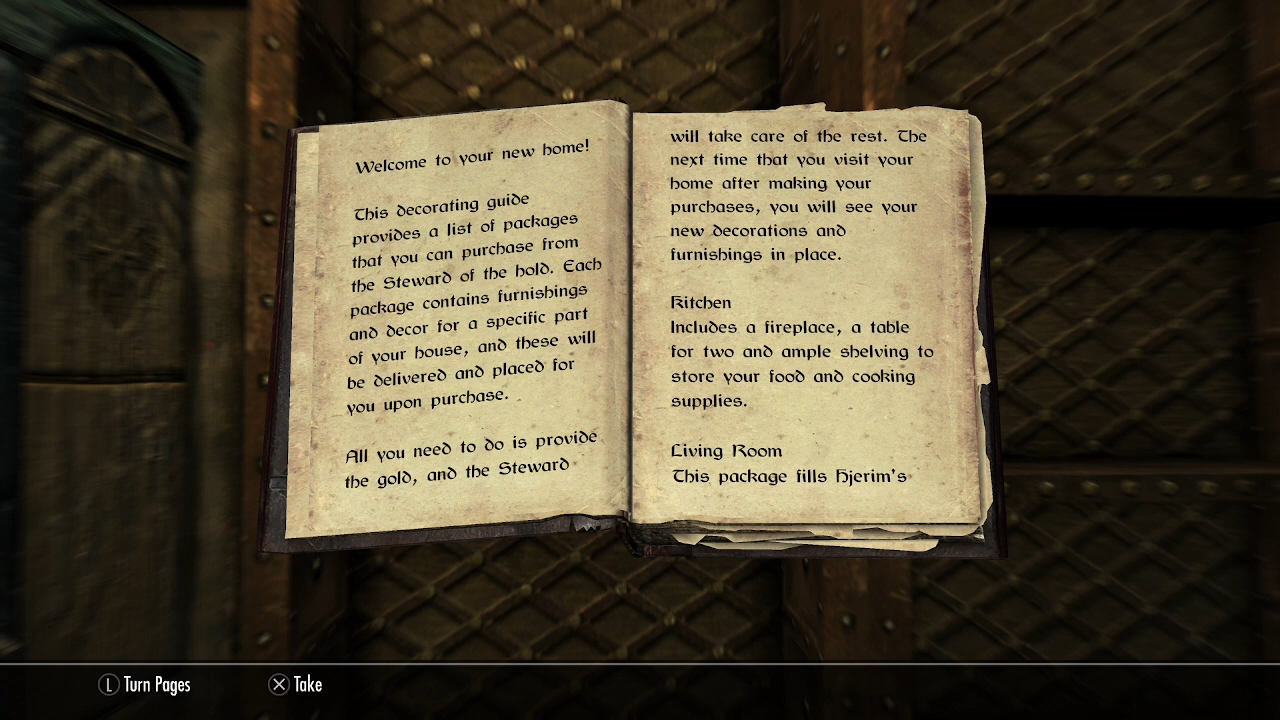 Welcome to your new home!
This decorating guide
provides a list of packages
that you can purchase from
the Steward of the hold. Each
package contains furnishings
and decor for a specific part
of your house, and these will
be delivered and placed for
you upon purchase.
All you need to do is provide
the gold, and the Steward
will take care of the rest. The
next time that you visit your
home after making your
purchases, you will see your
new decorations and
furnishings in place.
Kitchen
Includes a fireplace, a table
for two and ample shelving to
store your food and cooking
supplies.
Living Room
This package fills Hjerim's
L Turn Pages
X Take